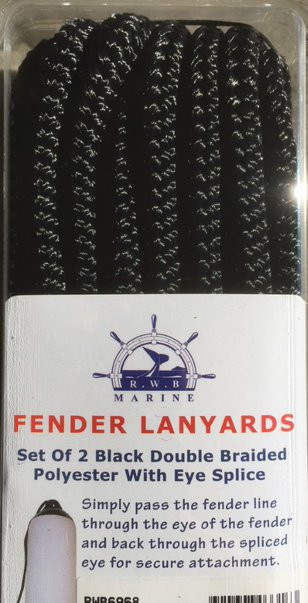 R.W.B
MARINE
FENDER LANYARDS
Set Of 2 Black Double Braided
Polyester With Eye Splice
Simply pass the fender line
through the eye of the fender
and back through the spliced
eye for secure attachment.
RWB6968